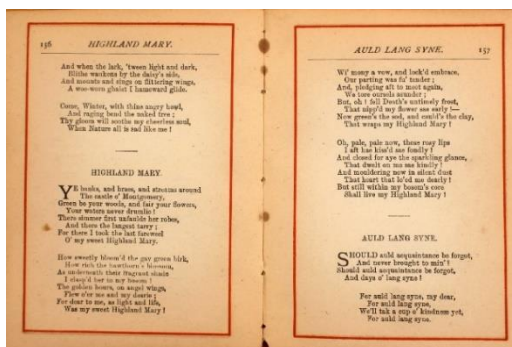 156 HIGHLAND MARY.
And when the lark, 'tween light and dark,
Blithe waukens by the daisy's side,
And mounts and sings on flittering wings,
A woe-worn ghaist I hameward glide.
Come, Winter, with thine angry howl,
And raging bend the naked tree;
Thy gloom will soothe my cheerless soul,
When Nature all is sad like me!
HIGHLAND MARY.
YE banks, and braes, and streams around
The castle o' Montgomery,
Green be your woods, and fair your flowers,
Your waters never drumlie!
There simmer first unfaulds her robes,
And there the langest tarry;
For there I took the last fareweel
O' my sweet Highland Mary.
How sweetly bloom'd the gay green birk,
How rich the hawthorn's blossom,
As underneath their fragrant shade
I clasp'd her to my bosom!
The golden hours, on angel wings,
Flew o'er me and my dearie;
For dear to me, as light and life,
Was my sweet Highland Mary!
AULD LANG SYNE. 157
Wi' mony a vow, and lock'd embrace,
Our parting was fu' tender;
And, pledging aft to meet again,
We tore oursels asunder;
But, oh! fell Death's untimely frost,
That nipp'd my flower sae early!—
Now green's the sod, and cauld's the clay,
That wraps my Highland Mary!
Oh, pale, pale now, those rosy lips
I aft hae kiss'd sae fondly!
And closed for aye the sparkling glance,
That dwelt on me sae kindly!
And mouldering now in silent dust
That heart that lo'ed me dearly!
But still within my bosom's core
Shall live my Highland Mary!
AULD LANG SYNE.
SHOULD auld acquaintance be forgot,
And never brought to min'?
Should auld acquaintance be forgot,
And days o' lang syne?
For auld lang syne, my dear,
For auld lang syne,
We'll tak a cup o' kindness yet,
For auld lang syne.